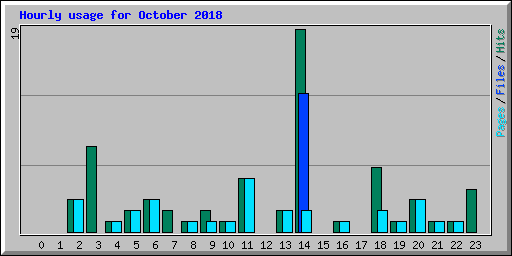 Hourly usage for October 2018
19
Pages/Files/Hits
0 1 2 3 4 5 6 7 8 9 10 11 12 13 14 15 16 17 18 19 20 21 22 23